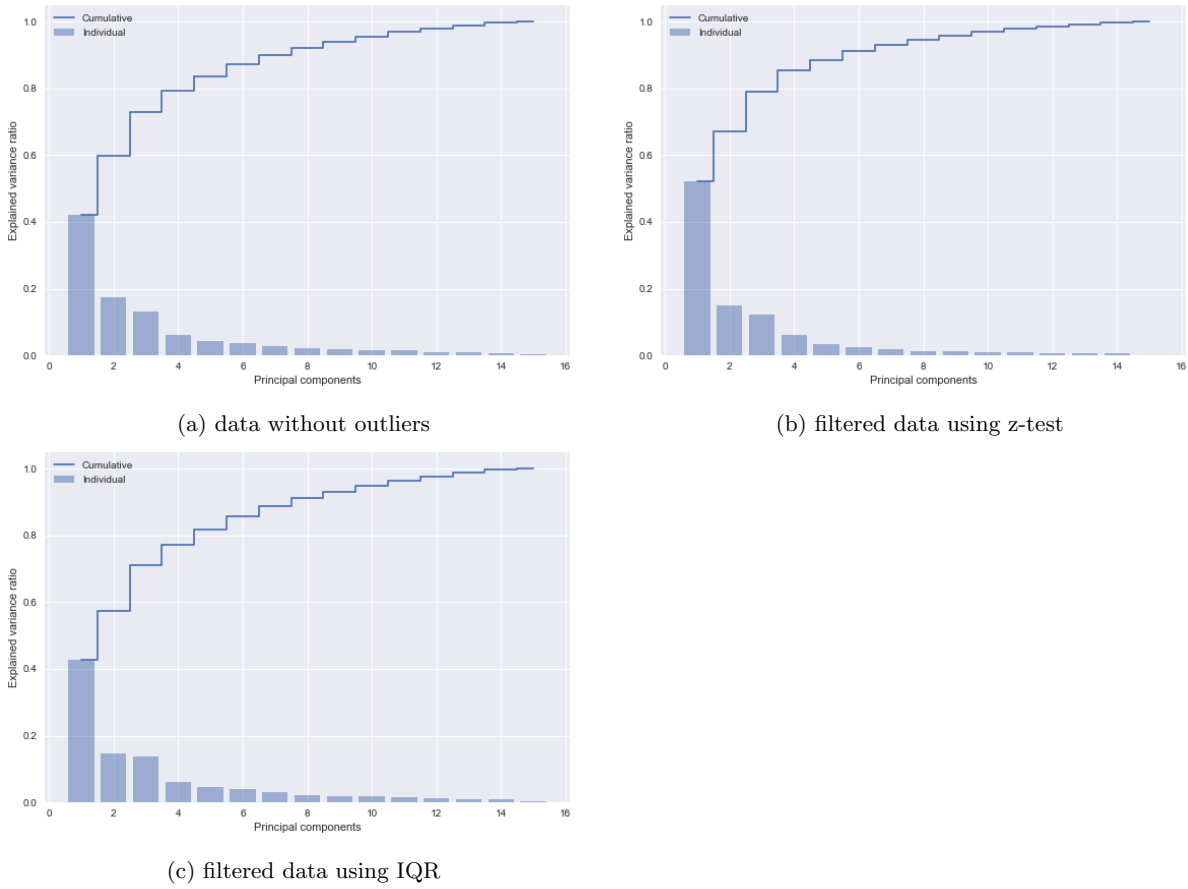 1.0
0.8
0.6
0.4
0.2
0.0
Explained variance ratio
Cumulative
Individual
0 2 4 6 8 10 12 14 16
Principal components
(a) data without outliers
1.0
0.8
0.6
0.4
0.2
0.0
Explained variance ratio
Cumulative
Individual
0 2 4 6 8 10 12 14 16
Principal components
(b) filtered data using z-test
1.0
0.8
0.6
0.4
0.2
0.0
Explained variance ratio
Cumulative
Individual
0 2 4 6 8 10 12 14 16
Principal components
(c) filtered data using IQR